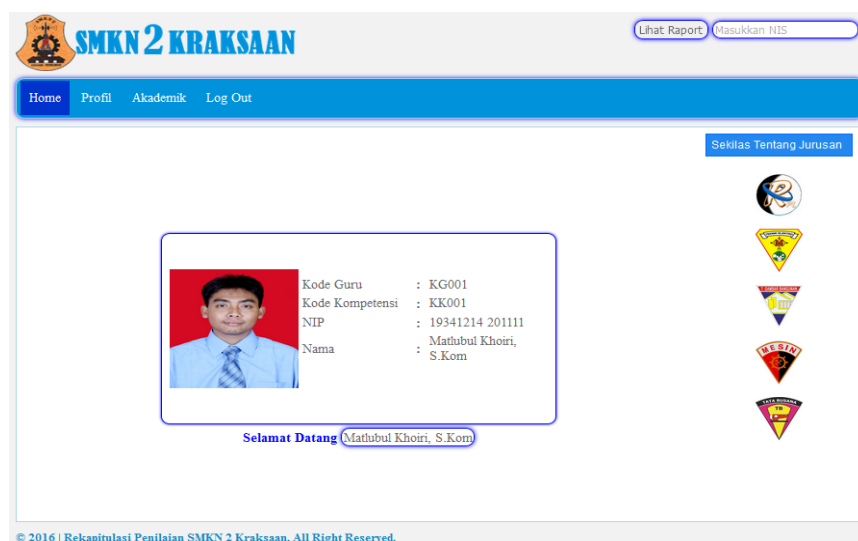 SMKN 2 KRAKSAAN
Lihat Raport Masukkan NIS
Home Profil Akademik Log Out
Sekilas Tentang Jurusan
Kode Guru : KG001
Kode Kompetensi : KK001
NIP : 19341214 201111
Nama : Matlubul Khoiri,
S.Kom
MESIN
TATA BUSANA
TB
Selamat Datang Matlubul Khoiri, S.Kom
© 2016 | Rekapitulasi Penilaian SMKN 2 Kraksaan. All Right Reserved.